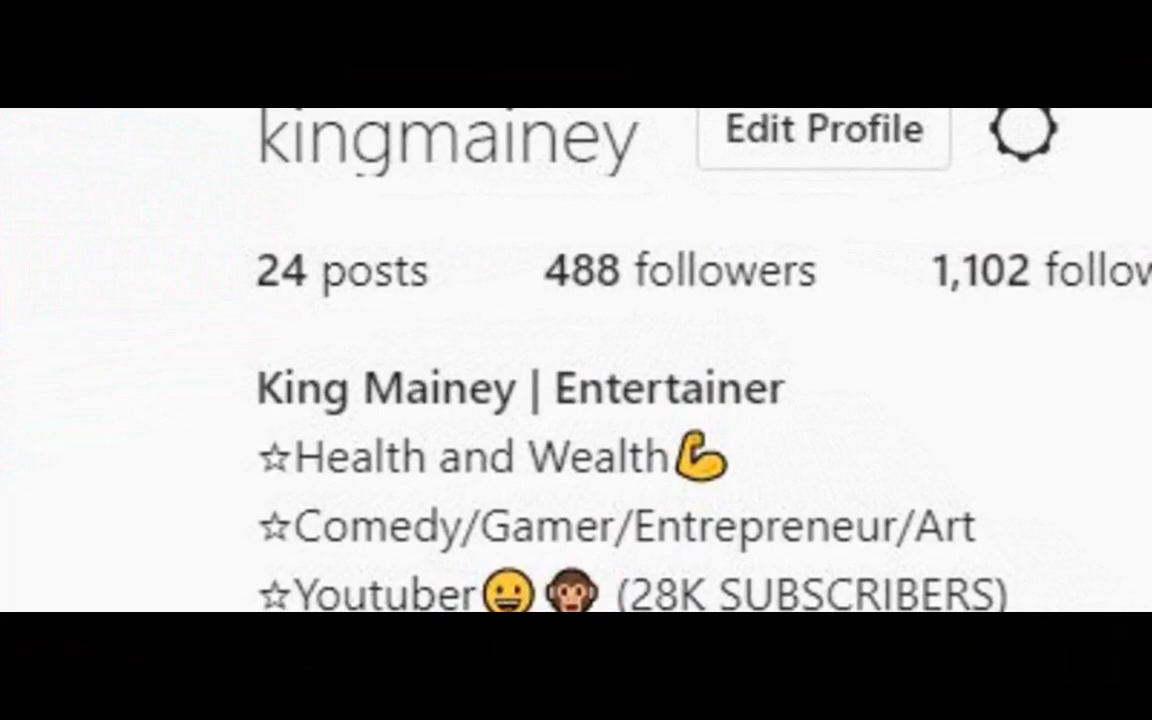 kingmainey Edit Profile
24 posts 488 followers 1,102 follow
King Mainey | Entertainer
☆Health and Wealth💪
☆Comedy/Gamer/Entrepreneur/Art
☆Youtuber😀🐵 (28K SUBSCRIBERS)